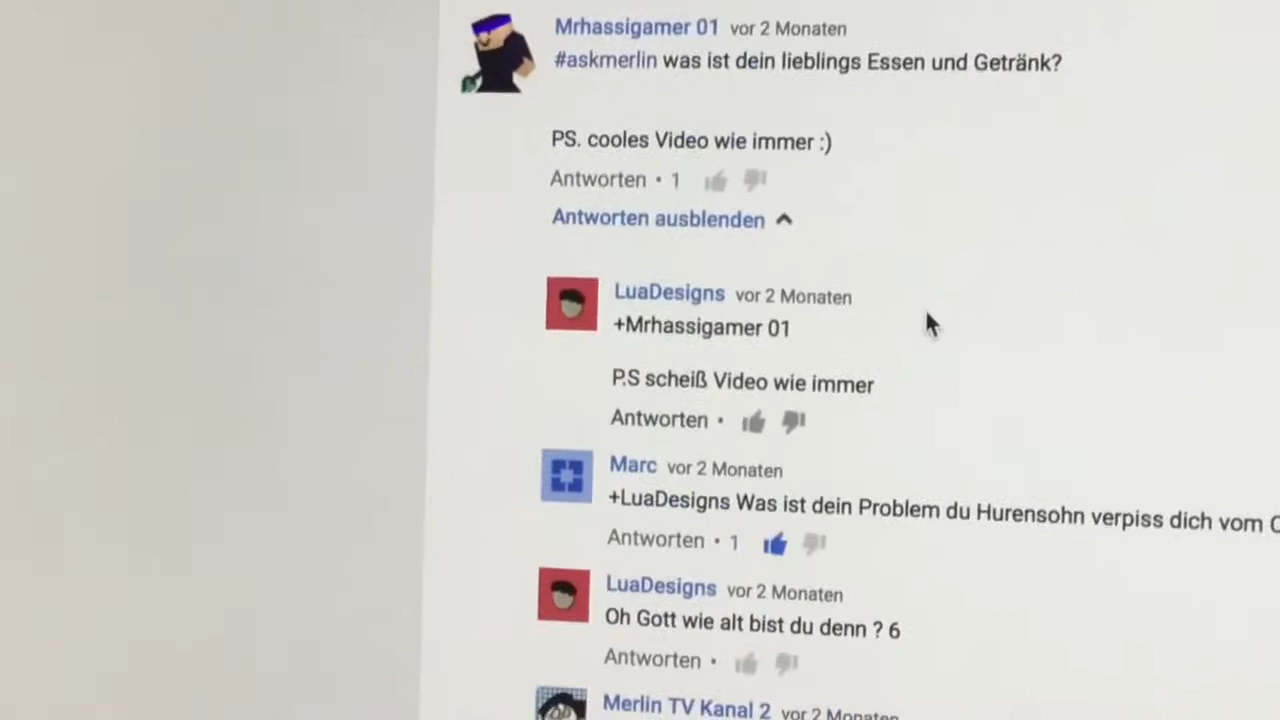 Mrhassigamer 01 vor 2 Monaten
#askmerlin was ist dein lieblings Essen und Getränk?
PS. cooles Video wie immer :)
Antworten • 1
Antworten ausblenden
LuaDesigns vor 2 Monaten
+Mrhassigamer 01
P.S scheiß Video wie immer
Antworten •
Marc vor 2 Monaten
+LuaDesigns Was ist dein Problem du Hurensohn verpiss dich vom
Antworten • 1
LuaDesigns vor 2 Monaten
Oh Gott wie alt bist du denn ? 6
Antworten •
Merlin TV Kanal 2 vor 2 Monaten